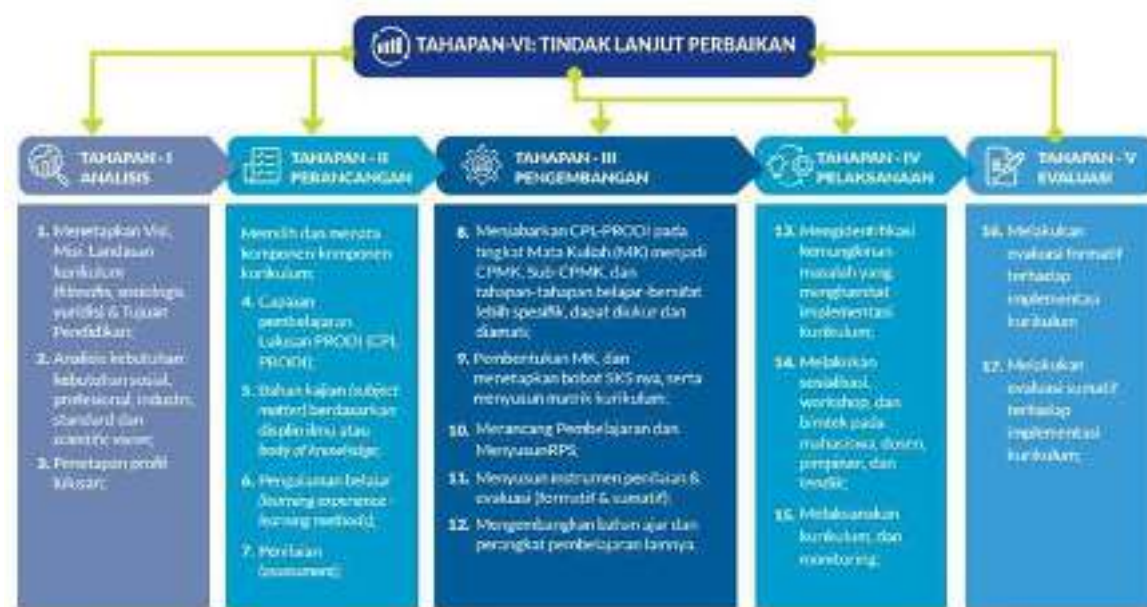 TAHAPAN-VI: TINDAK LANJUT PERBAIKAN
TAHAPAN - I
ANALISIS
1. Menetapkan Visi,
Misi, Landasan
kurikulum
(filosofis, sosiologis,
yuridis) & Tujuan
Pendidikan;
2. Analisis kebutuhan
kebutuhan sosial,
profesional, industri,
standard dan
scientific vision;
3. Penetapan profil
lulusan;
TAHAPAN - II
PERANCANGAN
Memilih dan menata
komponen-komponen
kurikulum;
4. Capaian
pembelajaran
Lulusan PRODI (CPL
PRODI);
5. Bahan kajian (subject
matter) berdasarkan
displin ilmu atau
body of knowledge;
6. Pengalaman belajar
(learning experience -
learning methods);
7. Penilaian
(assessment);
TAHAPAN - III
PENGEMBANGAN
8. Menjabarkan CPL-PRODI pada
tingkat Mata Kuliah (MK) menjadi
CPMK, Sub-CPMK, dan
tahapan-tahapan belajar-bersifat
lebih spesifik, dapat diukur dan
diamati;
9. Pembentukan MK, dan
menetapkan bobot SKS nya, serta
menyusun matrik kurikulum;
10. Merancang Pembelajaran dan
MenyusunRPS;
11. Menyusun instrumen penilaian &
evaluasi (formatif & sumatif);
12. Mengembangkan bahan ajar dan
perangkat pembelajaran lainnya.
TAHAPAN - IV
PELAKSANAAN
13. Mengidentifikasi
kemungkinan
masalah yang
menghambat
implementasi
kurikulum;
14. Melakukan
sosialisasi,
workshop, dan
bimtek pada
mahasiswa, dosen,
dan
tendik;
15. Melaksanakan
kurikulum, dan
monitoring;
TAHAPAN - V
EVALUASI
16. Melakukan
evaluasi formatif
terhadap
implementasi
kurikulum
17. Melakukan
evaluasi sumatif
terhadap
implementasi
kurikulum;